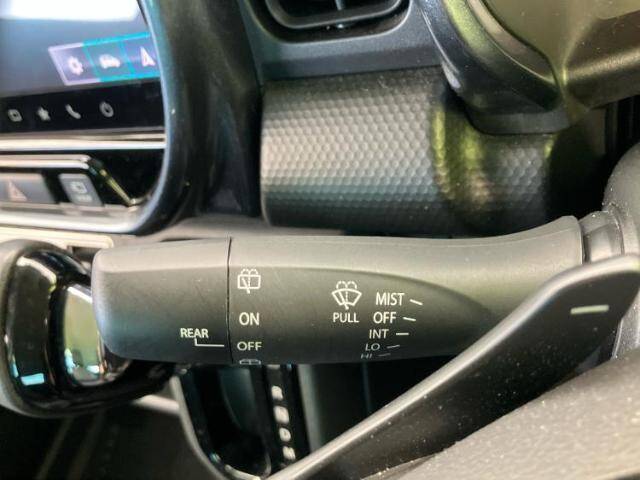 ON
REAR
OFF
PULL
MIST
OFF
INT
LO
HI